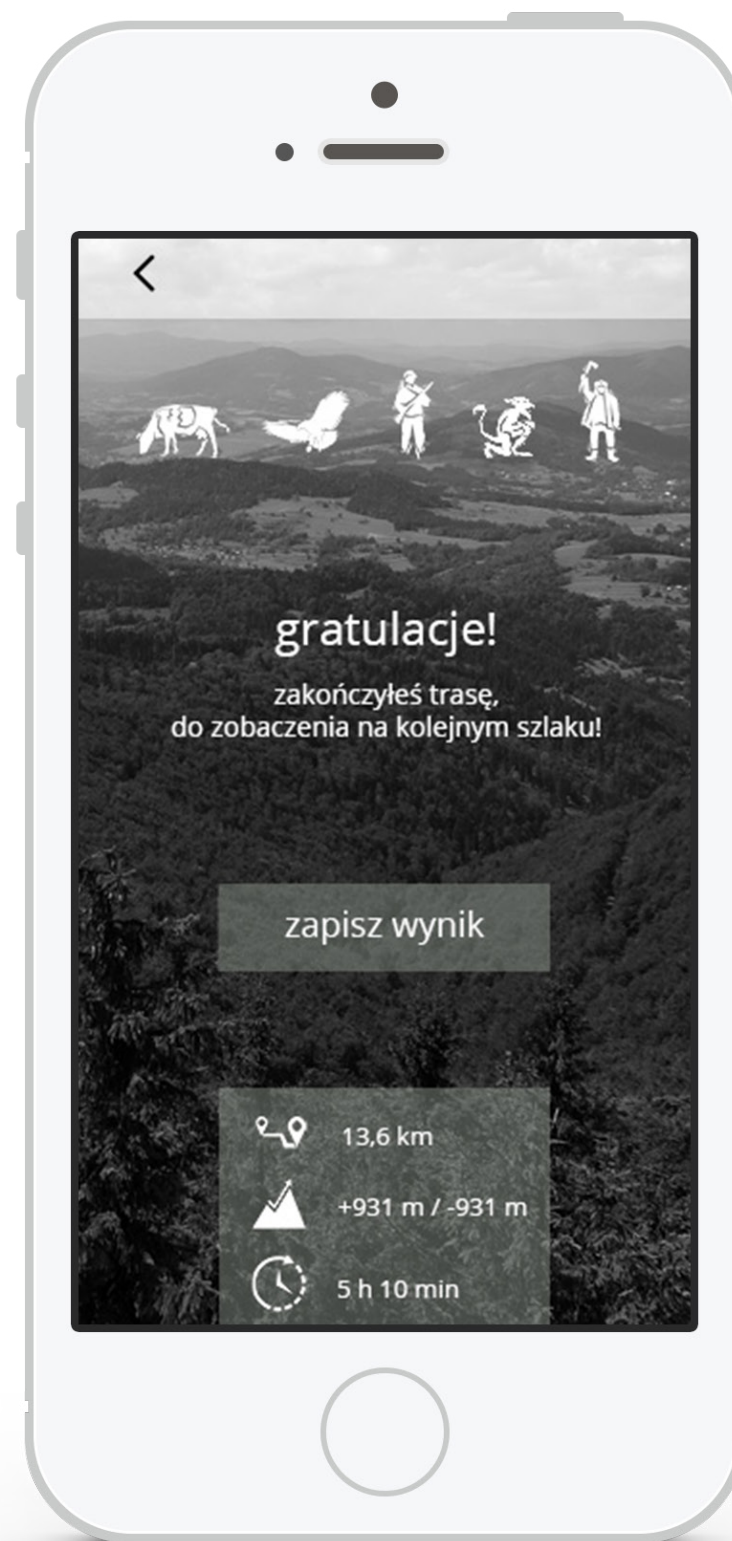 gratulacje!
zakończyłeś trasę,
do zobaczenia na kolejnym szlaku!
zapisz wynik
13,6 km
+931 m / -931 m
5 h 10 min